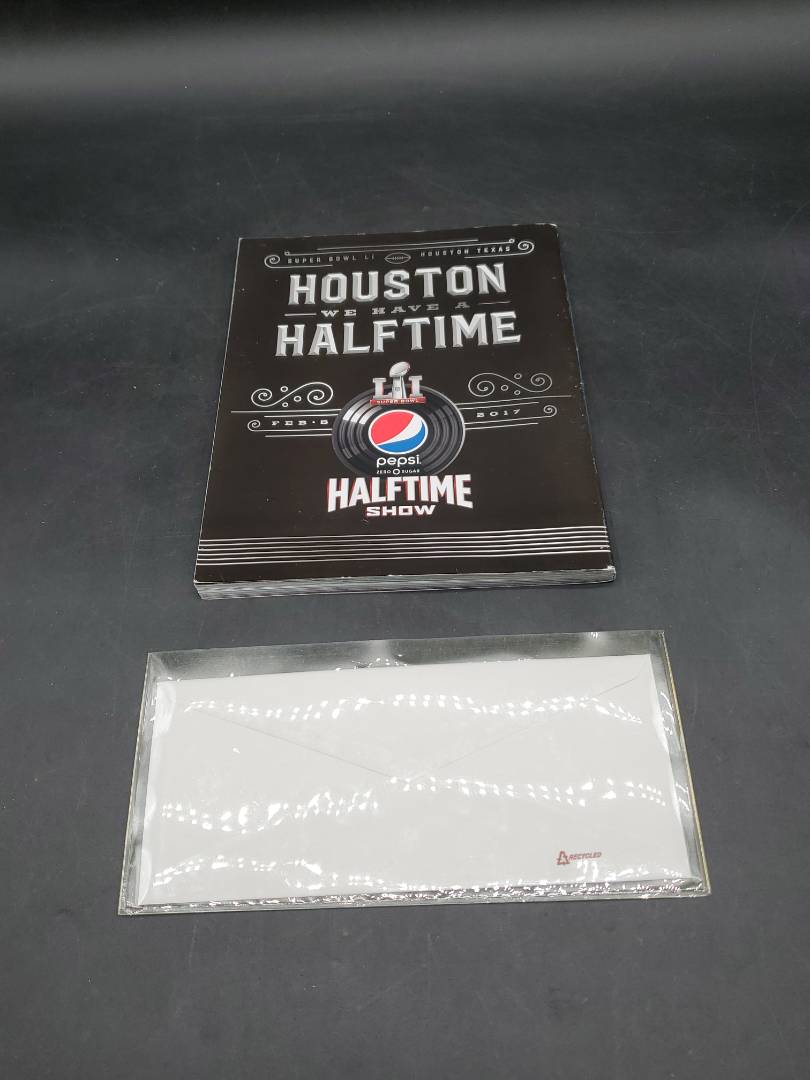 SUPER BOWL LI HOUSTON TEXAS
HOUSTON
WE HAVE A
HALFTIME
LI
SUPER BOWL
FEB • 5 2017
pepsi
ZERO SUGAR
HALFTIME
SHOW
RECYCLED